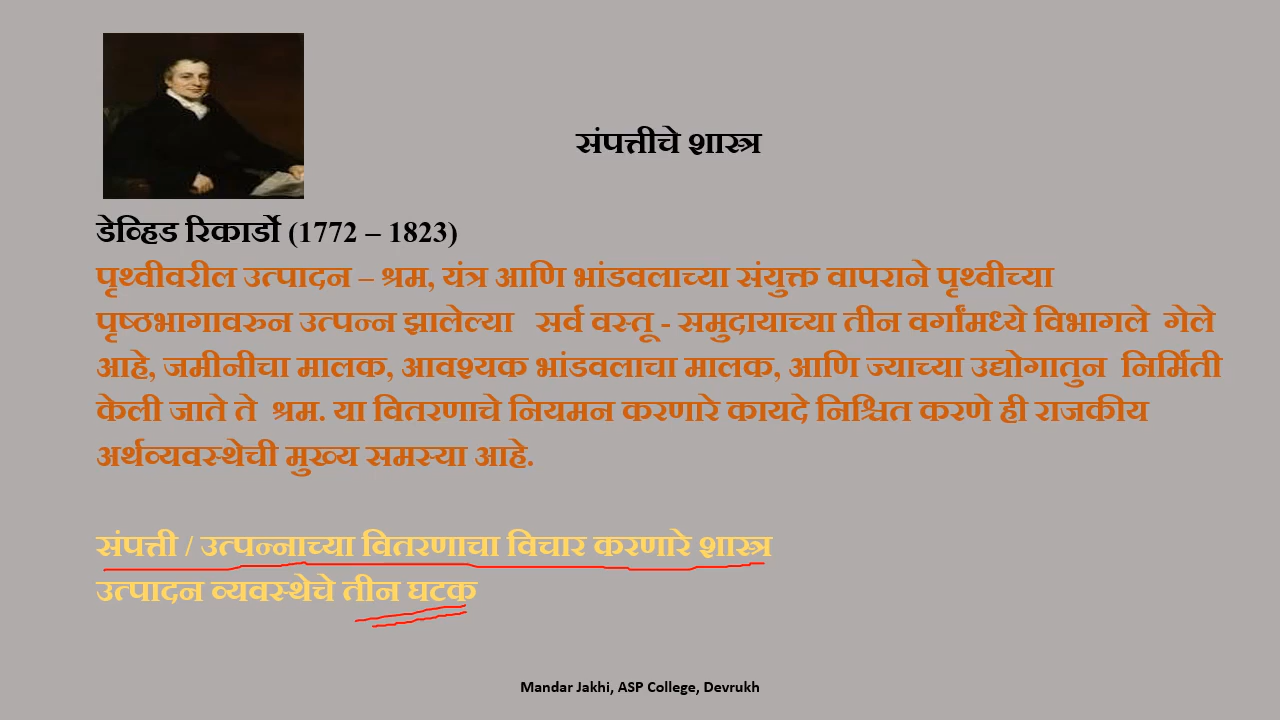 संपत्तीचे शास्त्र
डेव्हिड रिकार्डो (1772 – 1823)
पृथ्वीवरील उत्पादन – श्रम, यंत्र आणि भांडवलाच्या संयुक्त वापराने पृथ्वीच्या
पृष्ठभागावरुन उत्पन्न झालेल्या सर्व वस्तू - समुदायाच्या तीन वर्गांमध्ये विभागले गेले
आहे, जमीनीचा मालक, आवश्यक भांडवलाचा मालक, आणि ज्याच्या उद्योगातुन निर्मिती
केली जाते ते श्रम. या वितरणाचे नियमन करणारे कायदे निश्चित करणे ही राजकीय
अर्थव्यवस्थेची मुख्य समस्या आहे.
संपत्ती / उत्पन्नाच्या वितरणाचा विचार करणारे शास्त्र
उत्पादन व्यवस्थेचे तीन घटक
Mandar Jakhi, ASP College, Devrukh